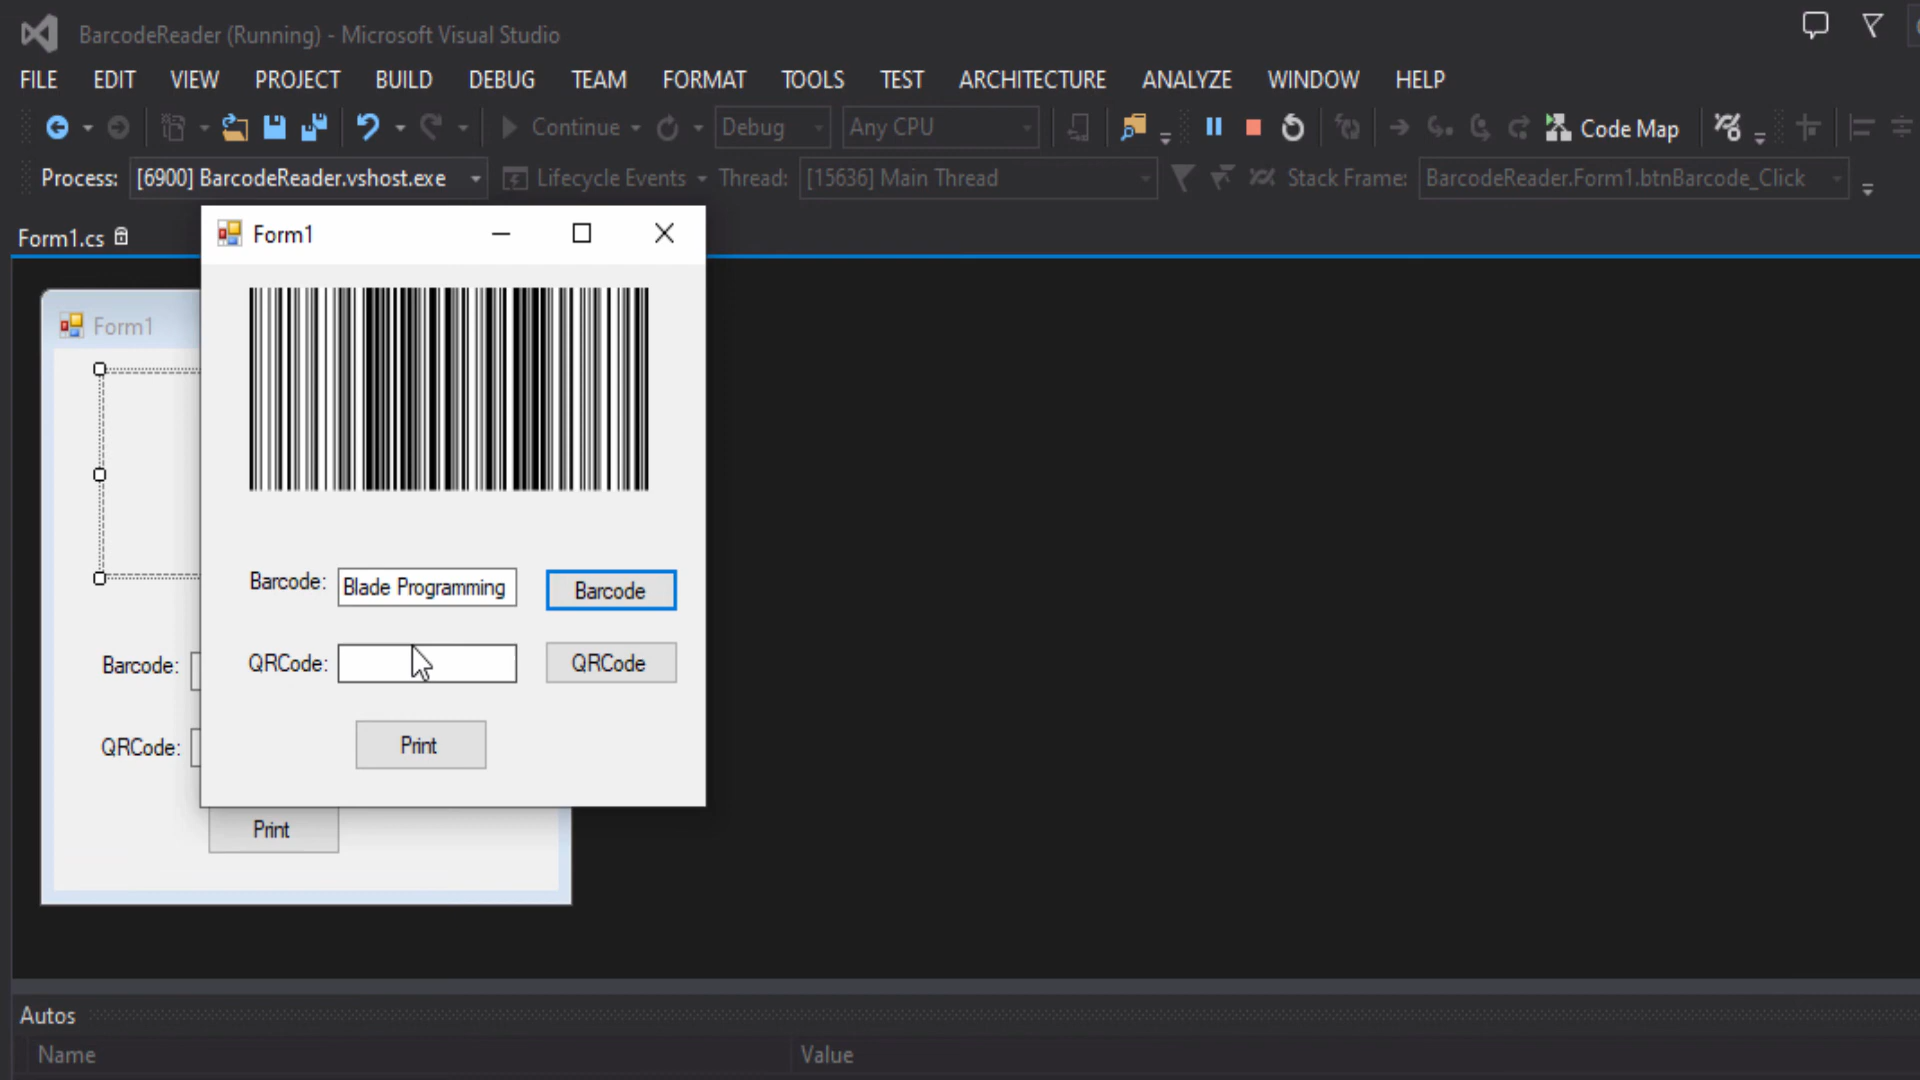 BarcodeReader (Running) - Microsoft Visual Studio
FILE EDIT VIEW PROJECT BUILD DEBUG TEAM FORMAT TOOLS TEST ARCHITECTURE ANALYZE WINDOW HELP
Continue Debug Any CPU Code Map
Process: [6900] BarcodeReader.vshost.exe Lifecycle Events Thread: [15636] Main Thread Stack Frame: BarcodeReader.Form1.btnBarcode_Click
Form1.cs
Form1
Barcode: Blade Programming Barcode
QRCode: QRCode
Print
Form1
Barcode:
QRCode:
Print
Autos
Name Value